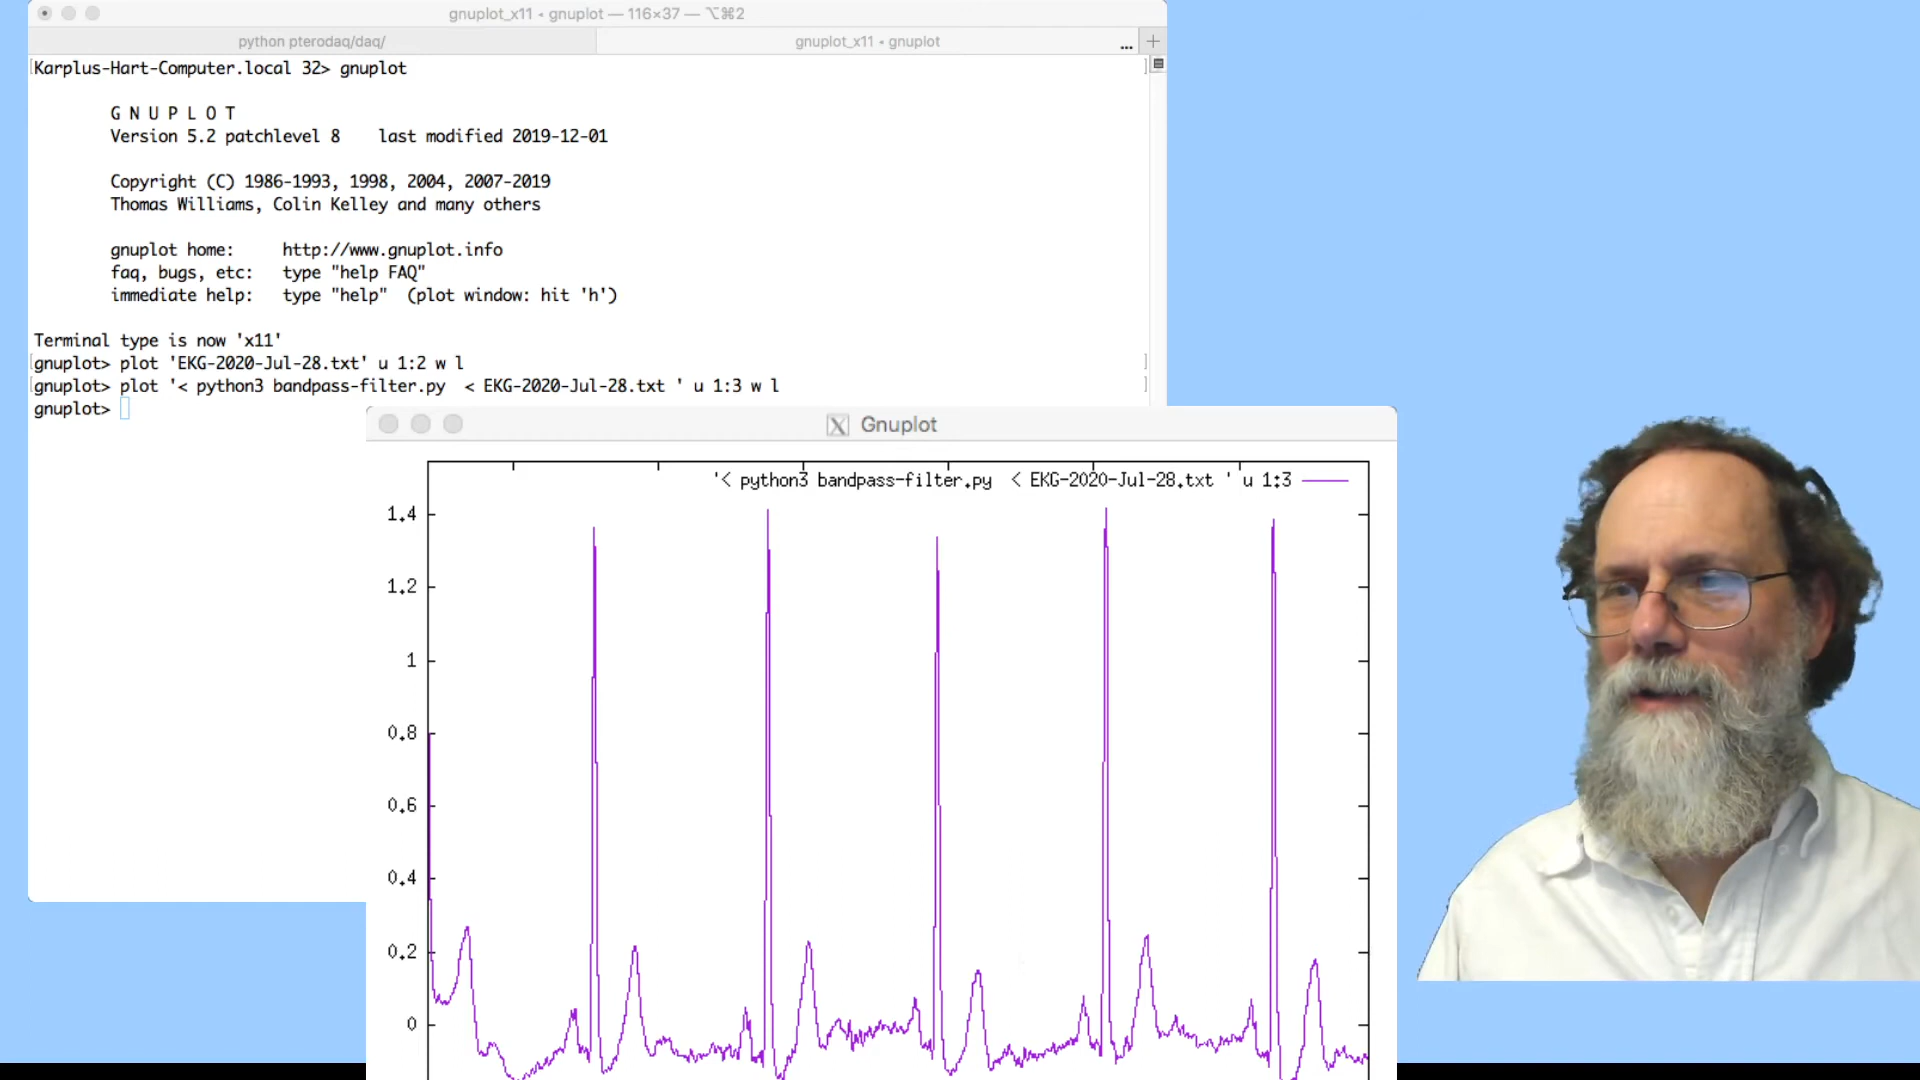 gnuplot_x11 • gnuplot — 116×37 — ⌥⌘2
python pterodaq/daq/
gnuplot_x11 • gnuplot
... +
[Karplus-Hart-Computer.local 32> gnuplot ]
G N U P L O T
Version 5.2 patchlevel 8 last modified 2019-12-01
Copyright (C) 1986-1993, 1998, 2004, 2007-2019
Thomas Williams, Colin Kelley and many others
gnuplot home: http://www.gnuplot.info
faq, bugs, etc: type "help FAQ"
immediate help: type "help" (plot window: hit 'h')
Terminal type is now 'x11'
[gnuplot> plot 'EKG-2020-Jul-28.txt' u 1:2 w l ]
[gnuplot> plot '< python3 bandpass-filter.py < EKG-2020-Jul-28.txt ' u 1:3 w l ]
gnuplot>
X Gnuplot
'< python3 bandpass-filter.py < EKG-2020-Jul-28.txt ' u 1:3
1.4
1.2
1
0.8
0.6
0.4
0.2
0